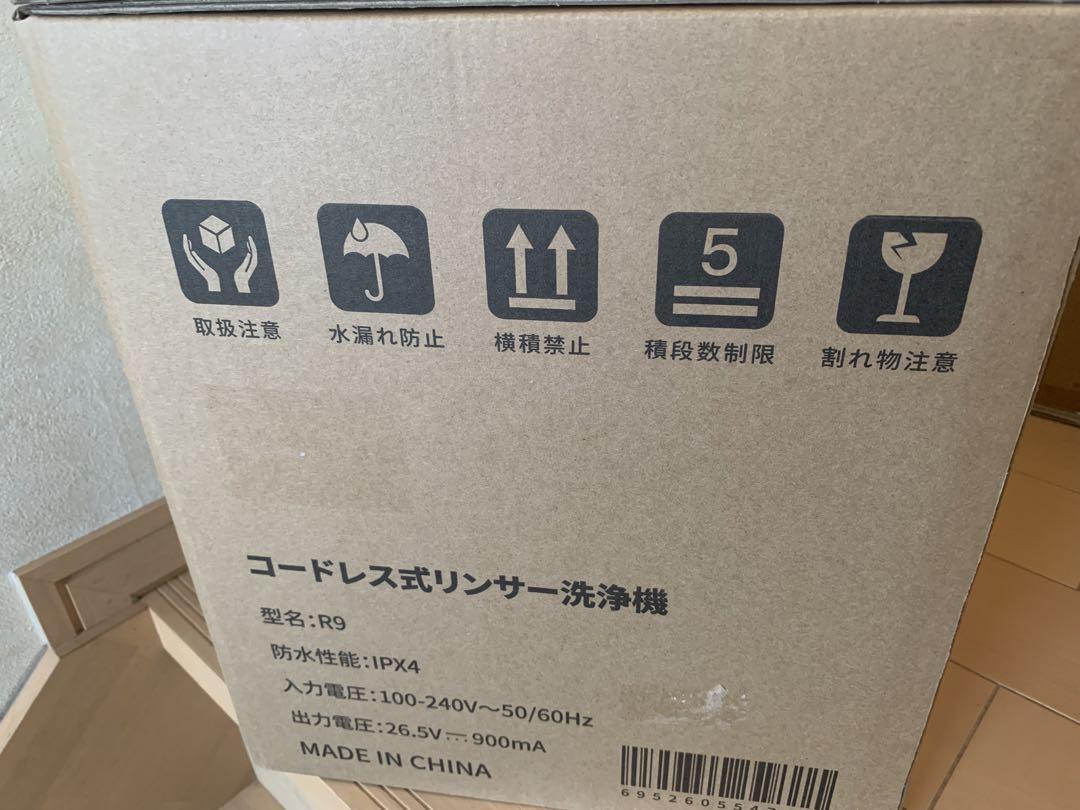 5
取扱注意 水漏れ防止 横積禁止 積段数制限 割れ物注意
コードレス式リンサー洗浄機
型名:R9
防水性能:IPX4
入力電圧:100-240V～50/60Hz
出力電圧:26.5V⎓900mA
MADE IN CHINA
695260554